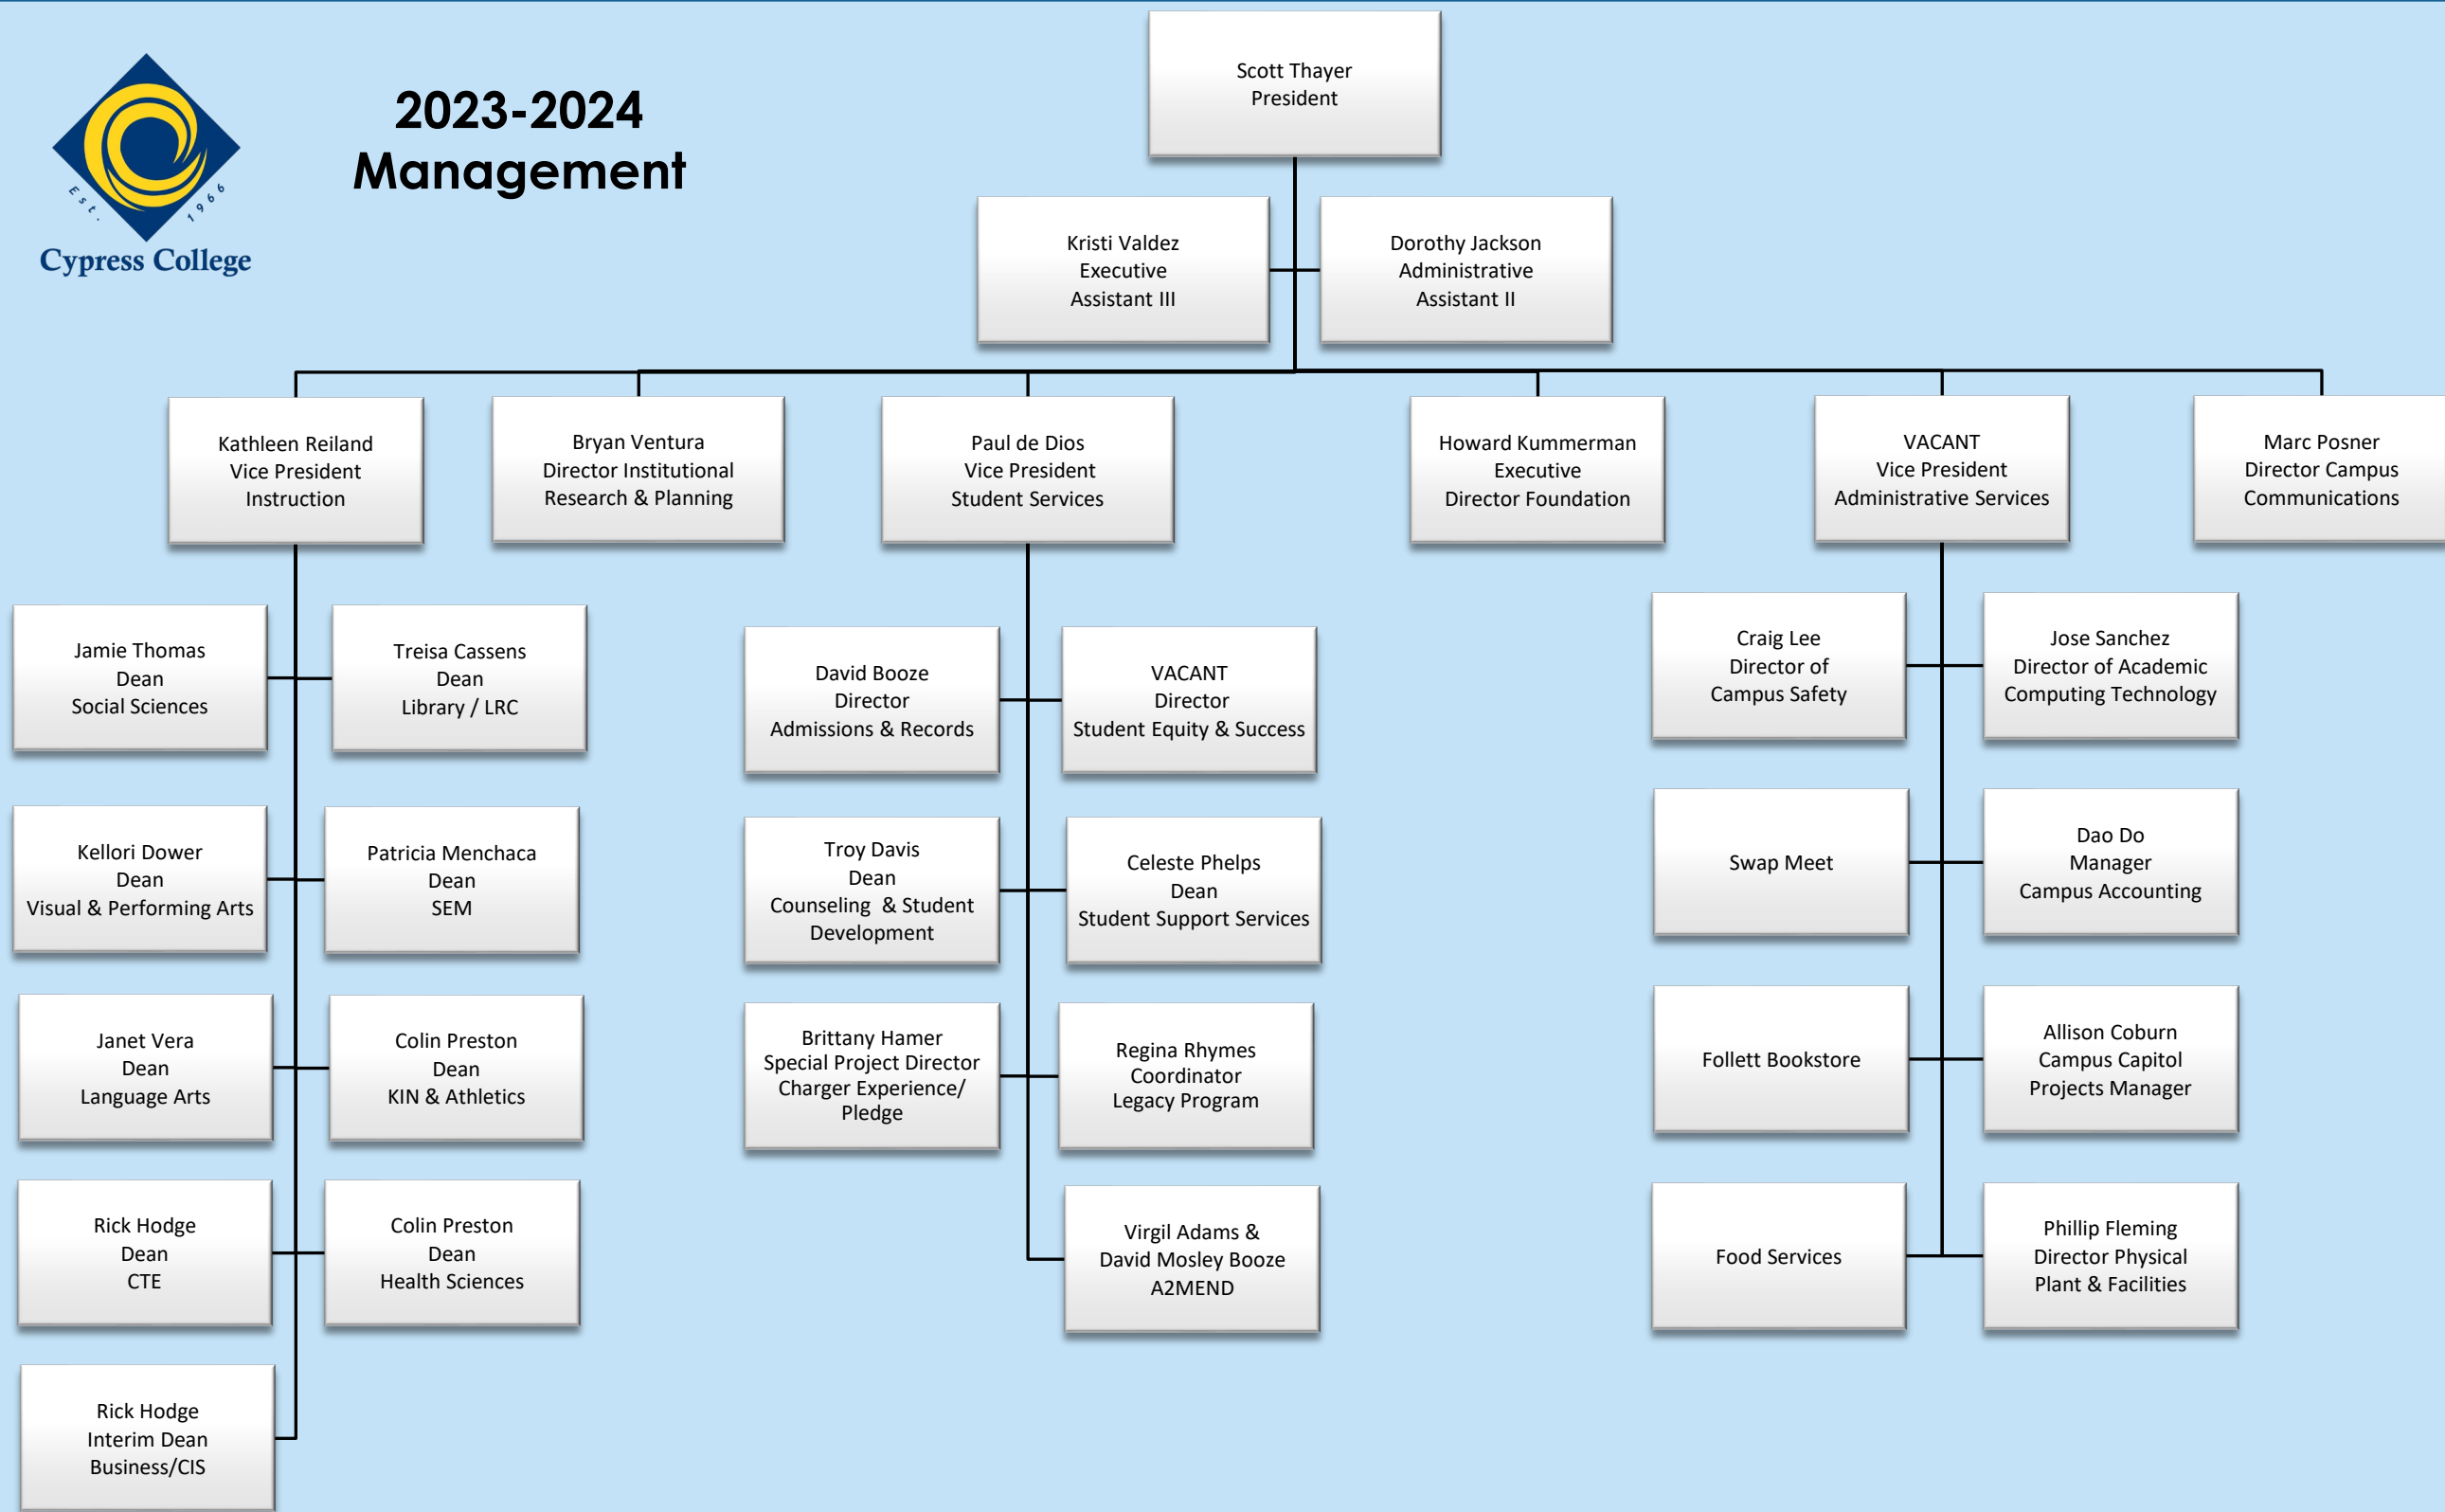 Est. 1966
Cypress College
2023-2024
Management
Scott Thayer
President
Kristi Valdez
Executive
Assistant III
Dorothy Jackson
Administrative
Assistant II
Kathleen Reiland
Vice President
Instruction
Bryan Ventura
Director Institutional
Research & Planning
Paul de Dios
Vice President
Student Services
Howard Kummerman
Executive
Director Foundation
VACANT
Vice President
Administrative Services
Marc Posner
Director Campus
Communications
Jamie Thomas
Dean
Social Sciences
Treisa Cassens
Dean
Library / LRC
Kellori Dower
Dean
Visual & Performing Arts
Patricia Menchaca
Dean
SEM
Janet Vera
Dean
Language Arts
Colin Preston
Dean
KIN & Athletics
Rick Hodge
Dean
CTE
Colin Preston
Dean
Health Sciences
Rick Hodge
Interim Dean
Business/CIS
David Booze
Director
Admissions & Records
VACANT
Director
Student Equity & Success
Troy Davis
Dean
Counseling & Student
Development
Celeste Phelps
Dean
Student Support Services
Brittany Hamer
Special Project Director
Charger Experience/
Pledge
Regina Rhymes
Coordinator
Legacy Program
Virgil Adams &
David Mosley Booze
A2MEND
Craig Lee
Director of
Campus Safety
Jose Sanchez
Director of Academic
Computing Technology
Swap Meet
Dao Do
Manager
Campus Accounting
Follett Bookstore
Allison Coburn
Campus Capitol
Projects Manager
Food Services
Phillip Fleming
Director Physical
Plant & Facilities